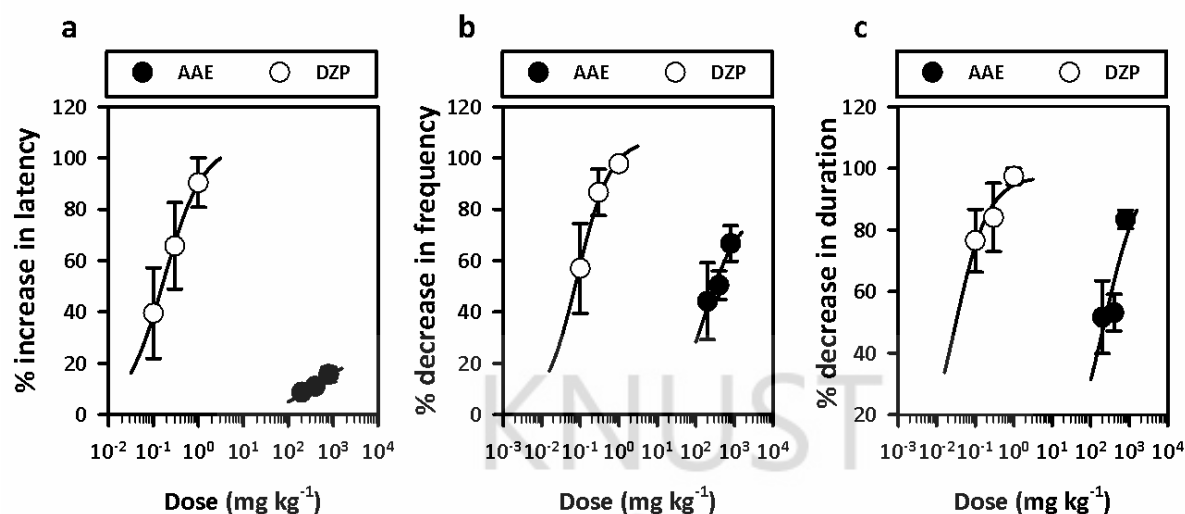 a
AAE DZP
% increase in latency
120
100
80
60
40
20
0
10-2 10-1 100 101 102 103 104
Dose (mg kg-1)
b
AAE DZP
% decrease in frequency
120
100
80
60
40
20
0
10-3 10-2 10-1 100 101 102 103 104
Dose (mg kg-1)
c
AAE DZP
% decrease in duration
120
100
80
60
40
20
10-3 10-2 10-1 100 101 102 103 104
Dose (mg kg-1)
KNUST